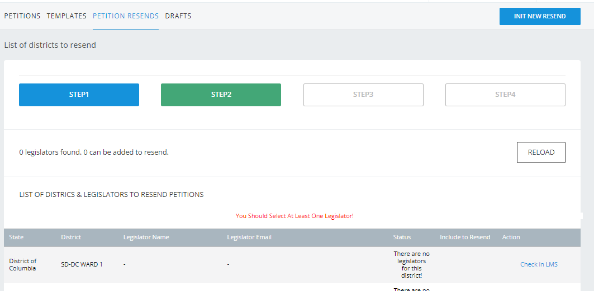 PETITIONS TEMPLATES PETITION RESENDS DRAFTS INIT NEW RESEND
List of districts to resend
STEP1 STEP2 STEP3 STEP4
0 legislators found. 0 can be added to resend. RELOAD
LIST OF DISTRICS & LEGISLATORS TO RESEND PETITIONS
You Should Select At Least One Legislator!
State District Legislator Name Legislator Email Status Include to Resend Action
District of Columbia SD-DC WARD 1 - - There are no legislators for this district! Check in LMS
There are no